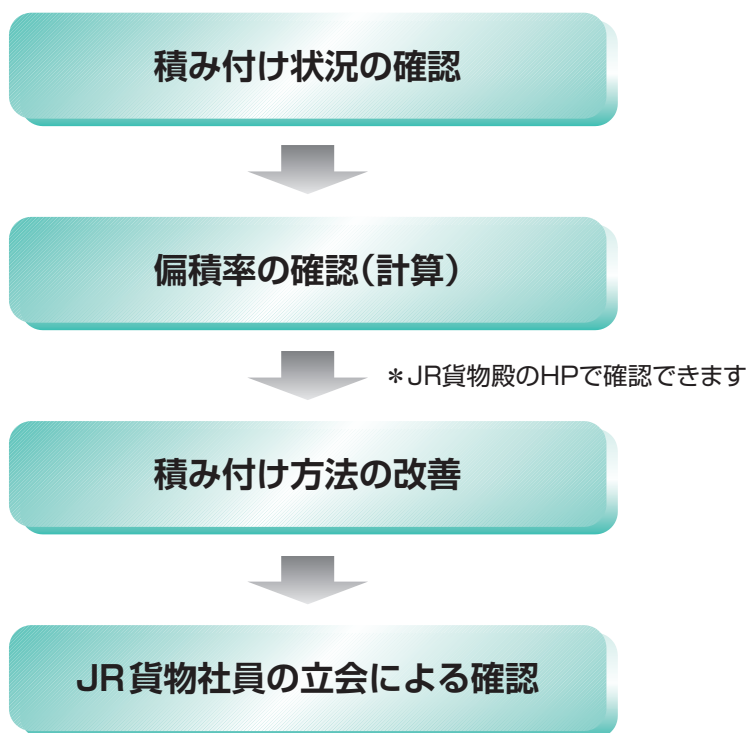 積み付け状況の確認
偏積率の確認（計算）
＊JR貨物殿のHPで確認できます
積み付け方法の改善
JR貨物社員の立会による確認